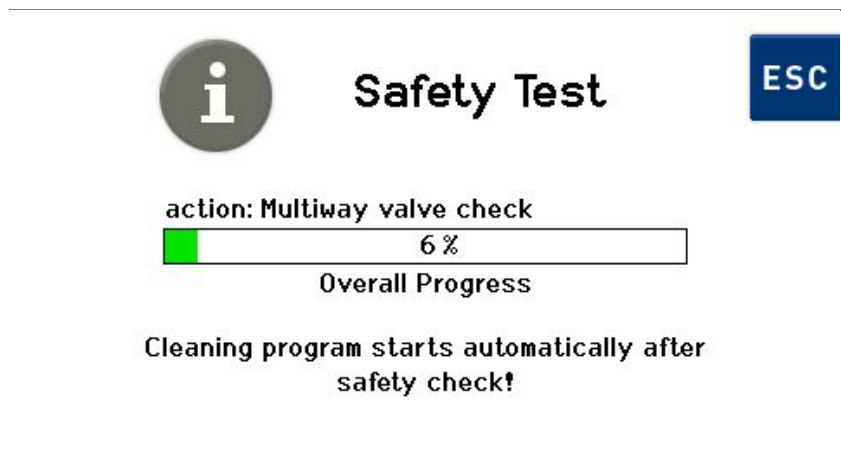 Safety Test
ESC
action: Multiway valve check
6 %
Overall Progress
Cleaning program starts automatically after
safety check!